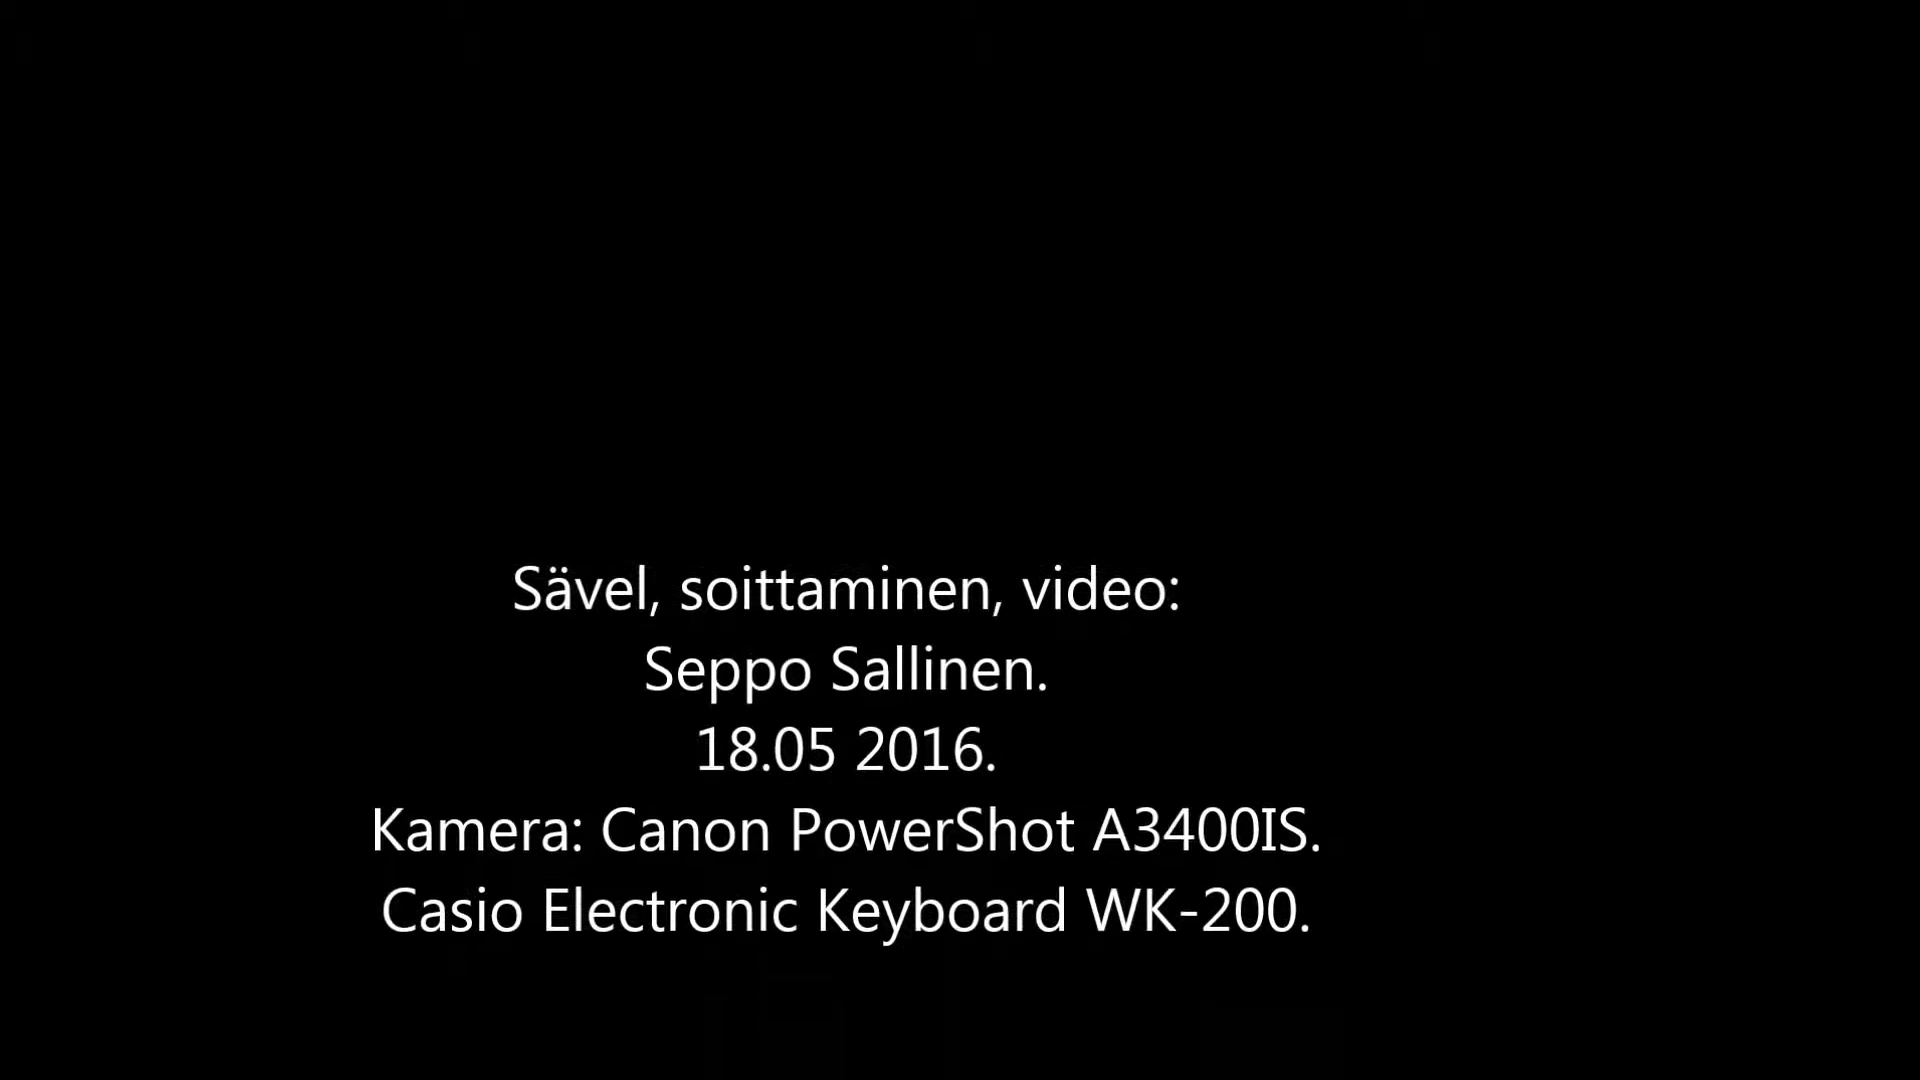 Sävel, soittaminen, video:
Seppo Sallinen.
18.05 2016.
Kamera: Canon PowerShot A3400IS.
Casio Electronic Keyboard WK-200.